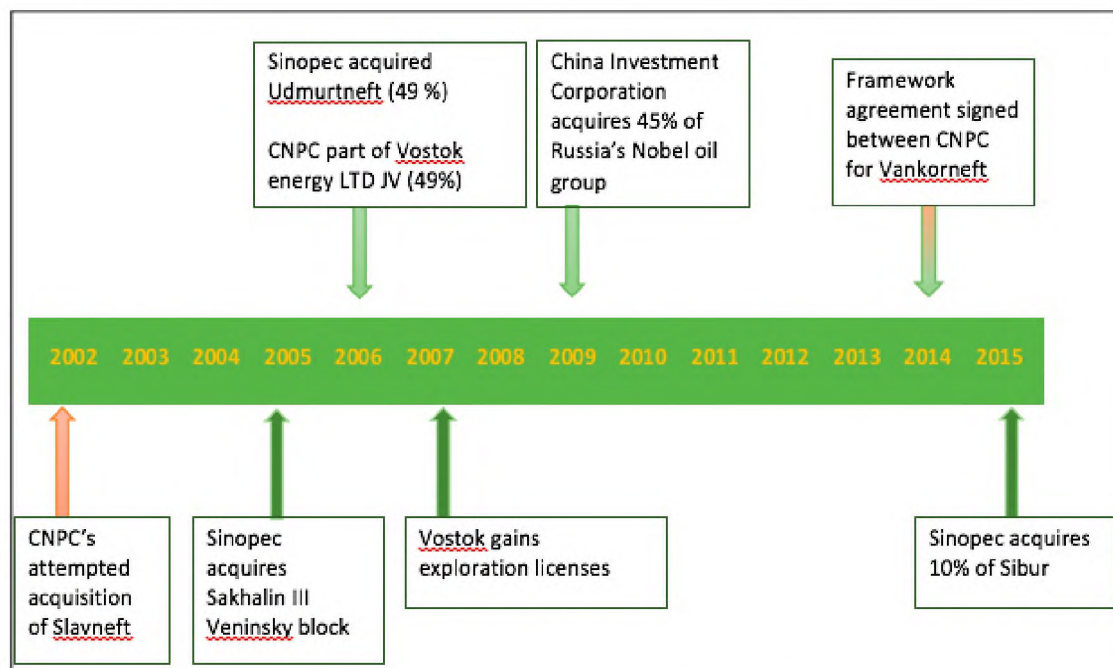 Sinopec acquired
Udmurtneft (49 %)
CNPC part of Vostok
energy LTD JV (49%)
China Investment
Corporation
acquires 45% of
Russia's Nobel oil
group
Framework
agreement signed
between CNPC
for Vankorneft
2002 2003 2004 2005 2006 2007 2008 2009 2010 2011 2012 2013 2014 2015
CNPC's
attempted
acquisition
of Slavneft
Sinopec
acquires
Sakhalin III
Veninsky block
Vostok gains
exploration licenses
Sinopec acquires
10% of Sibur